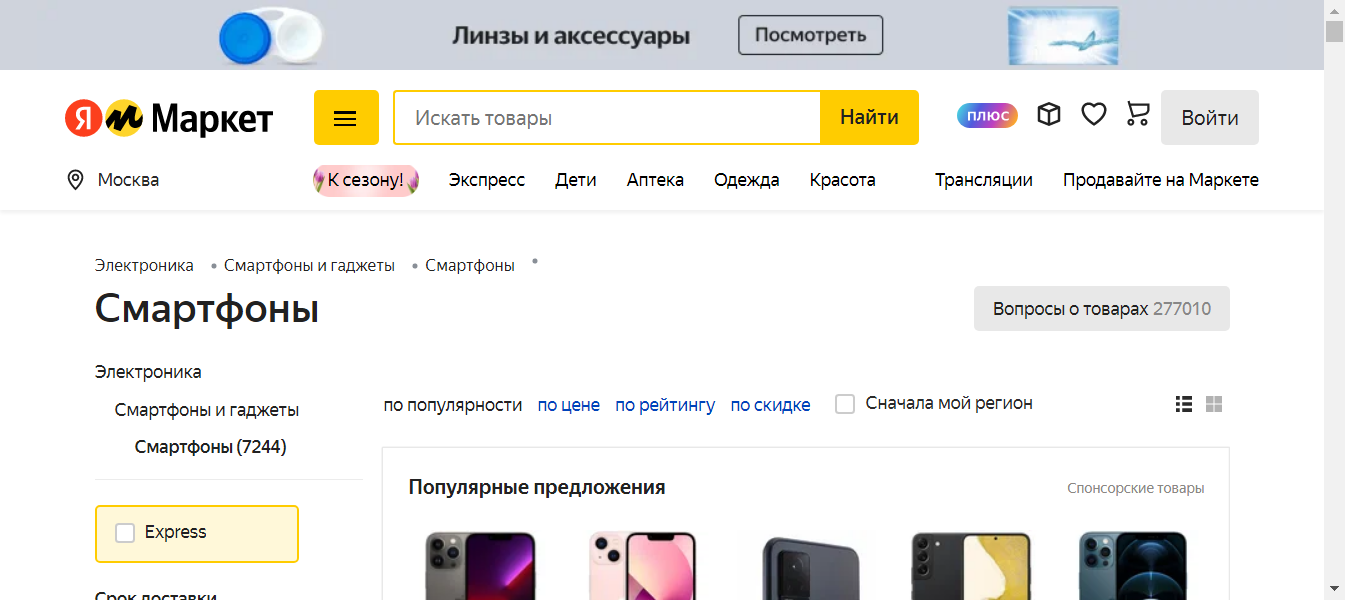 Линзы и аксессуары Посмотреть
Я М Маркет Искать товары Найти плюс Войти
Москва К сезону! Экспресс Дети Аптека Одежда Красота Трансляции Продавайте на Маркете
Электроника • Смартфоны и гаджеты • Смартфоны •
Смартфоны Вопросы о товарах 277010
Электроника
по популярности по цене по рейтингу по скидке Сначала мой регион
Смартфоны и гаджеты
Смартфоны (7244)
Популярные предложения Спонсорские товары
Express
Срок доставки